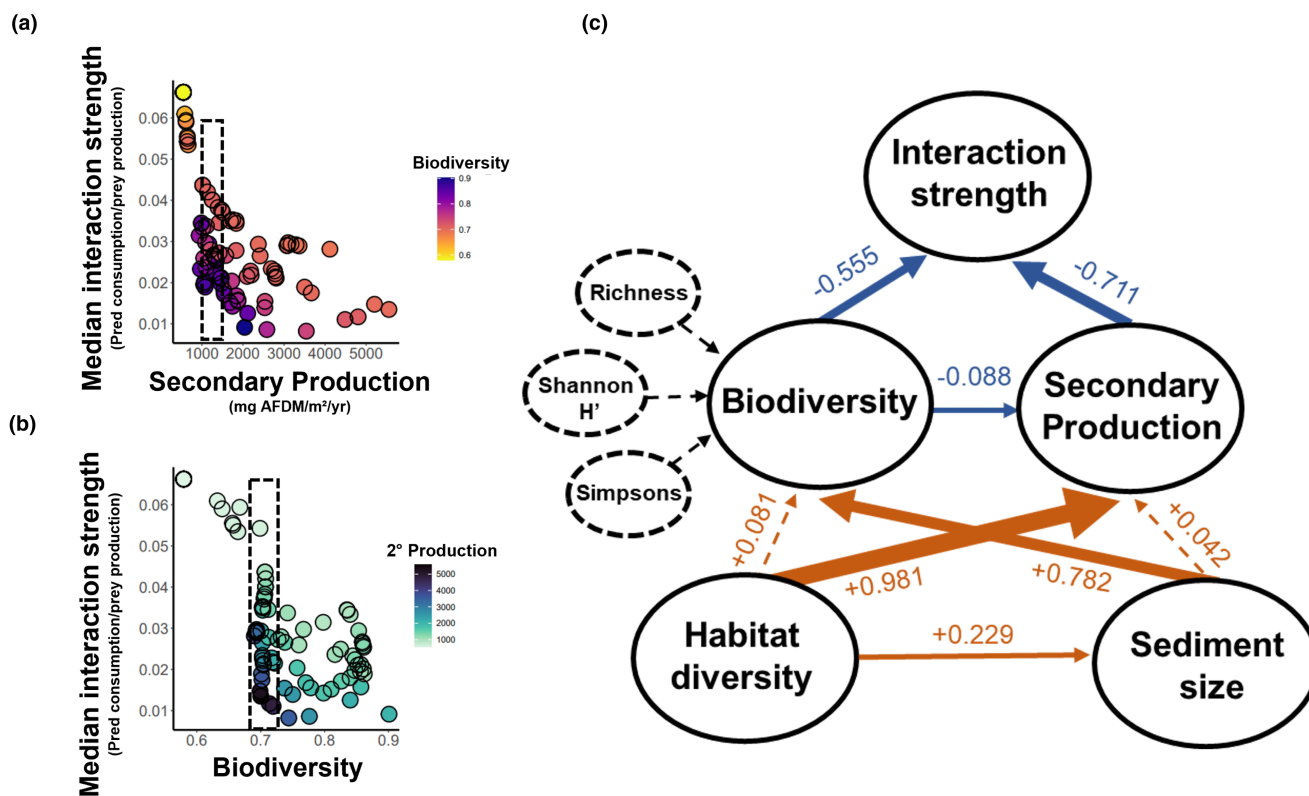 (a)
Median interaction strength
(Pred consumption/prey production)
0.06
0.05
0.04
0.03
0.02
0.01
1000
2000
3000
4000
5000
Secondary Production
(mg AFDM/m²/yr)
Biodiversity
0.9
0.8
0.7
0.6
(b)
Median interaction strength
(Pred consumption/prey production)
0.06
0.05
0.04
0.03
0.02
0.01
0.6
0.7
0.8
0.9
Biodiversity
2° Production
5000
4000
3000
2000
1000
(c)
Interaction
strength
-0.555
-0.711
Richness
Shannon
H’
Simpsons
Biodiversity
-0.088
Secondary
Production
+0.081
+0.981
+0.782
+0.042
Habitat
diversity
+0.229
Sediment
size